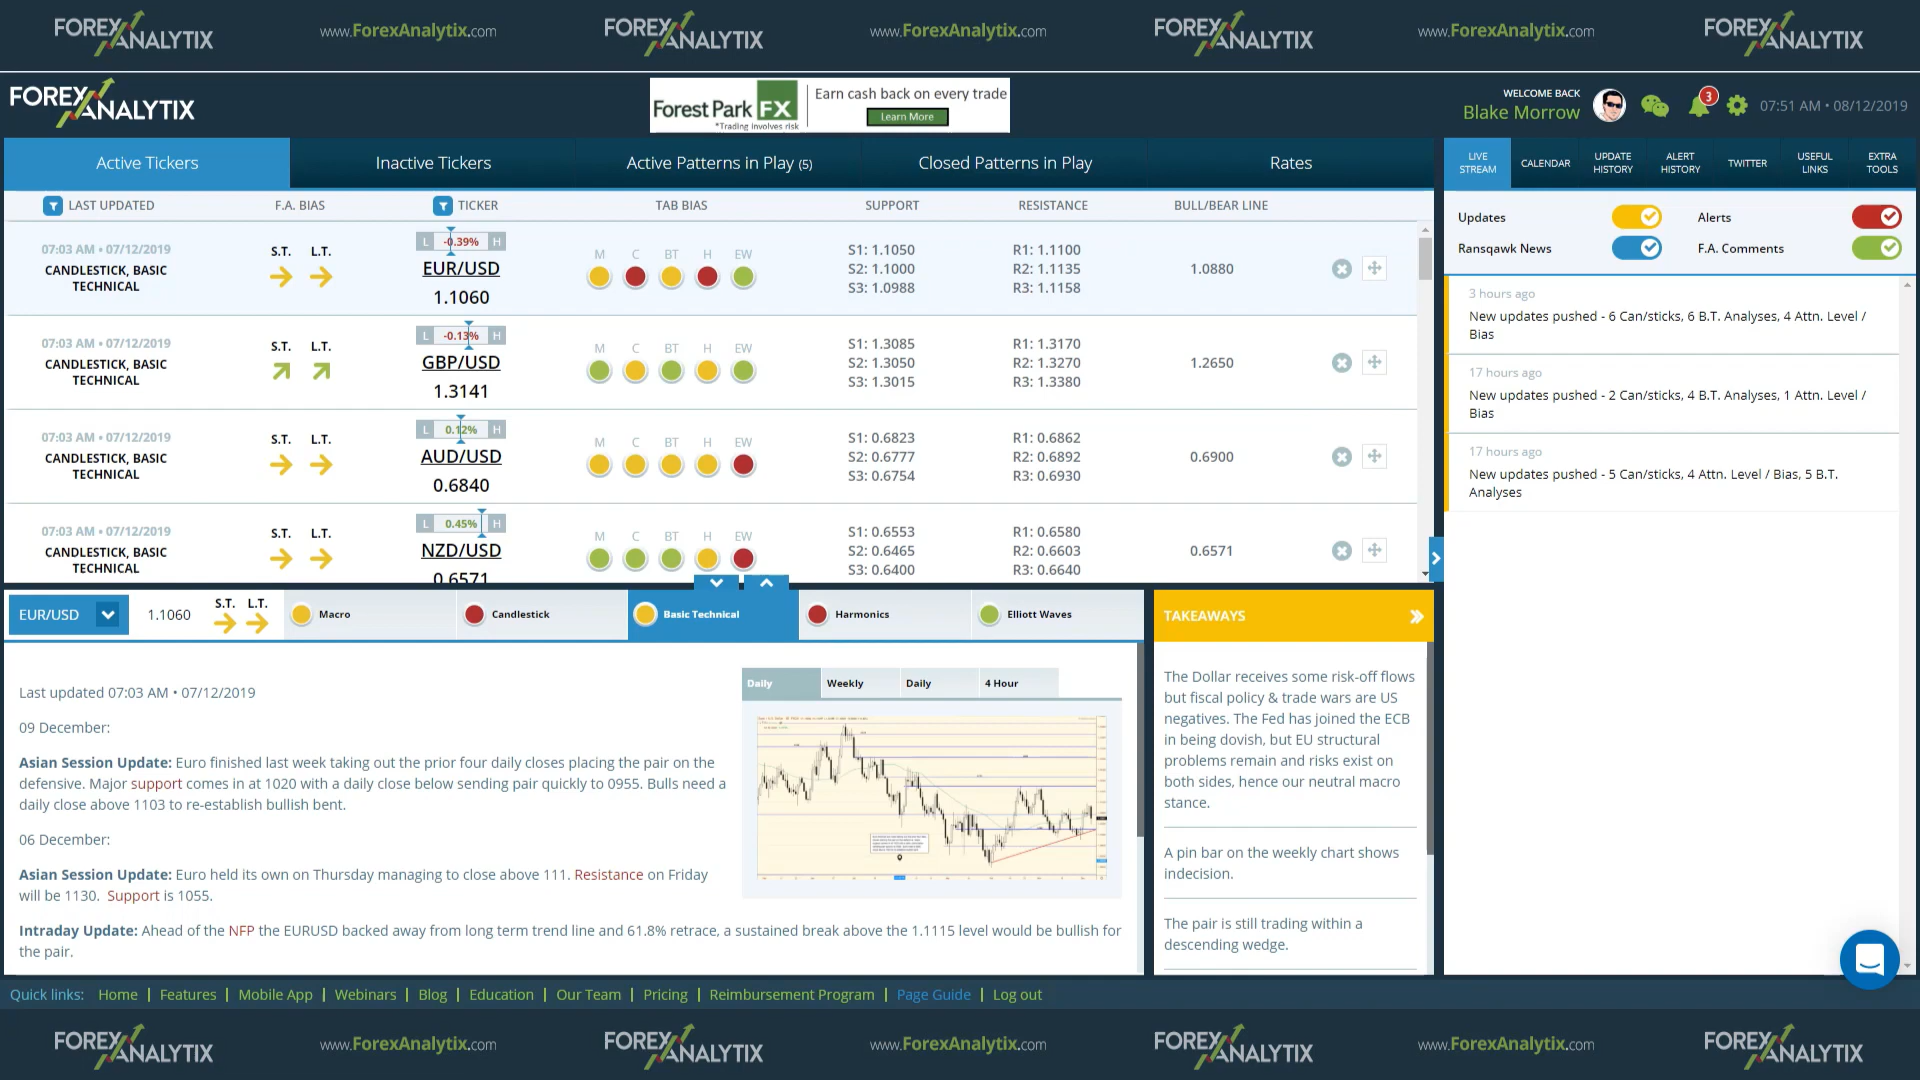 FOREX ANALYTIX www.ForexAnalytix.com FOREX ANALYTIX www.ForexAnalytix.com FOREX ANALYTIX www.ForexAnalytix.com FOREX ANALYTIX
FOREX ANALYTIX
Forest Park FX
*Trading involves risk
Earn cash back on every trade
Learn More
WELCOME BACK
Blake Morrow
3
07:51 AM • 08/12/2019
Active Tickers
Inactive Tickers
Active Patterns in Play (5)
Closed Patterns in Play
Rates
LAST UPDATED F.A. BIAS TICKER TAB BIAS SUPPORT RESISTANCE BULL/BEAR LINE
07:03 AM • 07/12/2019
CANDLESTICK, BASIC
TECHNICAL
S.T. L.T.
L -0.39% H
EUR/USD
1.1060
M C BT H EW
S1: 1.1050
S2: 1.1000
S3: 1.0988
R1: 1.1100
R2: 1.1135
R3: 1.1158
1.0880
07:03 AM • 07/12/2019
CANDLESTICK, BASIC
TECHNICAL
S.T. L.T.
L -0.13% H
GBP/USD
1.3141
M C BT H EW
S1: 1.3085
S2: 1.3050
S3: 1.3015
R1: 1.3170
R2: 1.3270
R3: 1.3380
1.2650
07:03 AM • 07/12/2019
CANDLESTICK, BASIC
TECHNICAL
S.T. L.T.
L 0.12% H
AUD/USD
0.6840
M C BT H EW
S1: 0.6823
S2: 0.6777
S3: 0.6754
R1: 0.6862
R2: 0.6892
R3: 0.6930
0.6900
07:03 AM • 07/12/2019
CANDLESTICK, BASIC
TECHNICAL
S.T. L.T.
L 0.45% H
NZD/USD
0.6571
M C BT H EW
S1: 0.6553
S2: 0.6465
S3: 0.6400
R1: 0.6580
R2: 0.6603
R3: 0.6640
0.6571
EUR/USD
1.1060
S.T. L.T.
Macro
Candlestick
Basic Technical
Harmonics
Elliott Waves
Last updated 07:03 AM • 07/12/2019
09 December:
Asian Session Update: Euro finished last week taking out the prior four daily closes placing the pair on the
defensive. Major support comes in at 1020 with a daily close below sending pair quickly to 0955. Bulls need a
daily close above 1103 to re-establish bullish bent.
06 December:
Asian Session Update: Euro held its own on Thursday managing to close above 111. Resistance on Friday
will be 1130. Support is 1055.
Intraday Update: Ahead of the NFP the EURUSD backed away from long term trend line and 61.8% retrace, a sustained break above the 1.1115 level would be bullish for
the pair.
Daily
Weekly
Daily
4 Hour
TAKEAWAYS
The Dollar receives some risk-off flows
but fiscal policy & trade wars are US
negatives. The Fed has joined the ECB
in being dovish, but EU structural
problems remain and risks exist on
both sides, hence our neutral macro
stance.
A pin bar on the weekly chart shows
indecision.
The pair is still trading within a
descending wedge.
LIVE
STREAM
CALENDAR
UPDATE
HISTORY
ALERT
HISTORY
TWITTER
USEFUL
LINKS
EXTRA
TOOLS
Updates
Alerts
Ransqawk News
F.A. Comments
3 hours ago
New updates pushed - 6 Can/sticks, 6 B.T. Analyses, 4 Attn. Level /
Bias
17 hours ago
New updates pushed - 2 Can/sticks, 4 B.T. Analyses, 1 Attn. Level /
Bias
17 hours ago
New updates pushed - 5 Can/sticks, 4 Attn. Level / Bias, 5 B.T.
Analyses
Quick links: Home | Features | Mobile App | Webinars | Blog | Education | Our Team | Pricing | Reimbursement Program | Page Guide | Log out
FOREX ANALYTIX www.ForexAnalytix.com FOREX ANALYTIX www.ForexAnalytix.com FOREX ANALYTIX www.ForexAnalytix.com FOREX ANALYTIX